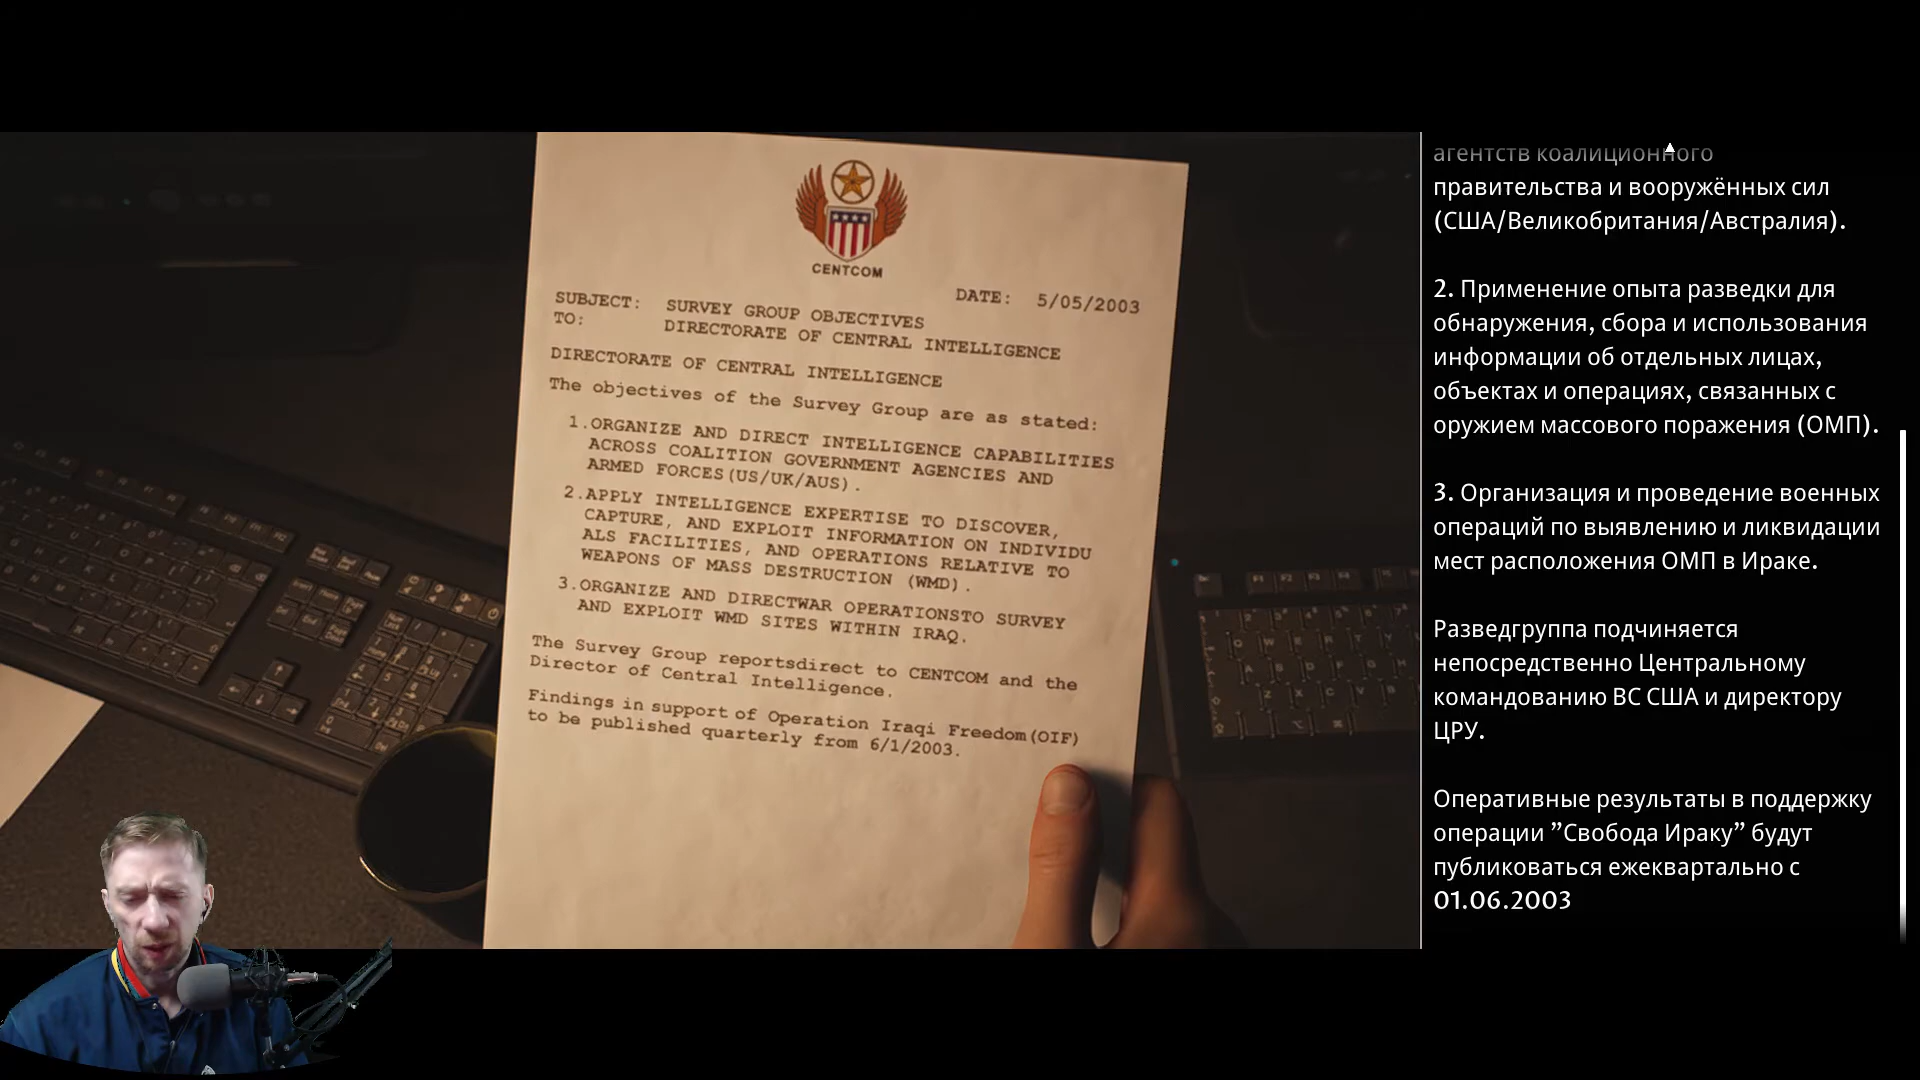 CENTCOM
DATE: 5/05/2003
SUBJECT: SURVEY GROUP OBJECTIVES
TO: DIRECTORATE OF CENTRAL INTELLIGENCE
DIRECTORATE OF CENTRAL INTELLIGENCE
The objectives of the Survey Group are as stated:
1.ORGANIZE AND DIRECT INTELLIGENCE CAPABILITIES
ACROSS COALITION GOVERNMENT AGENCIES AND
ARMED FORCES(US/UK/AUS).
2.APPLY INTELLIGENCE EXPERTISE TO DISCOVER,
CAPTURE, AND EXPLOIT INFORMATION ON INDIVIDU
ALS FACILITIES, AND OPERATIONS RELATIVE TO
WEAPONS OF MASS DESTRUCTION (WMD).
3.ORGANIZE AND DIRECTWAR OPERATIONSTO SURVEY
AND EXPLOIT WMD SITES WITHIN IRAQ.
The Survey Group reportsdirect to CENTCOM and the
Director of Central Intelligence.
Findings in support of Operation Iraqi Freedom(OIF)
to be published quarterly from 6/1/2003.
агентств коалиционного
правительства и вооружённых сил
(США/Великобритания/Австралия).
2. Применение опыта разведки для
обнаружения, сбора и использования
информации об отдельных лицах,
объектах и операциях, связанных с
оружием массового поражения (ОМП).
3. Организация и проведение военных
операций по выявлению и ликвидации
мест расположения ОМП в Ираке.
Разведгруппа подчиняется
непосредственно Центральному
командованию ВС США и директору
ЦРУ.
Оперативные результаты в поддержку
операции ”Свобода Ираку” будут
публиковаться ежеквартально с
01.06.2003